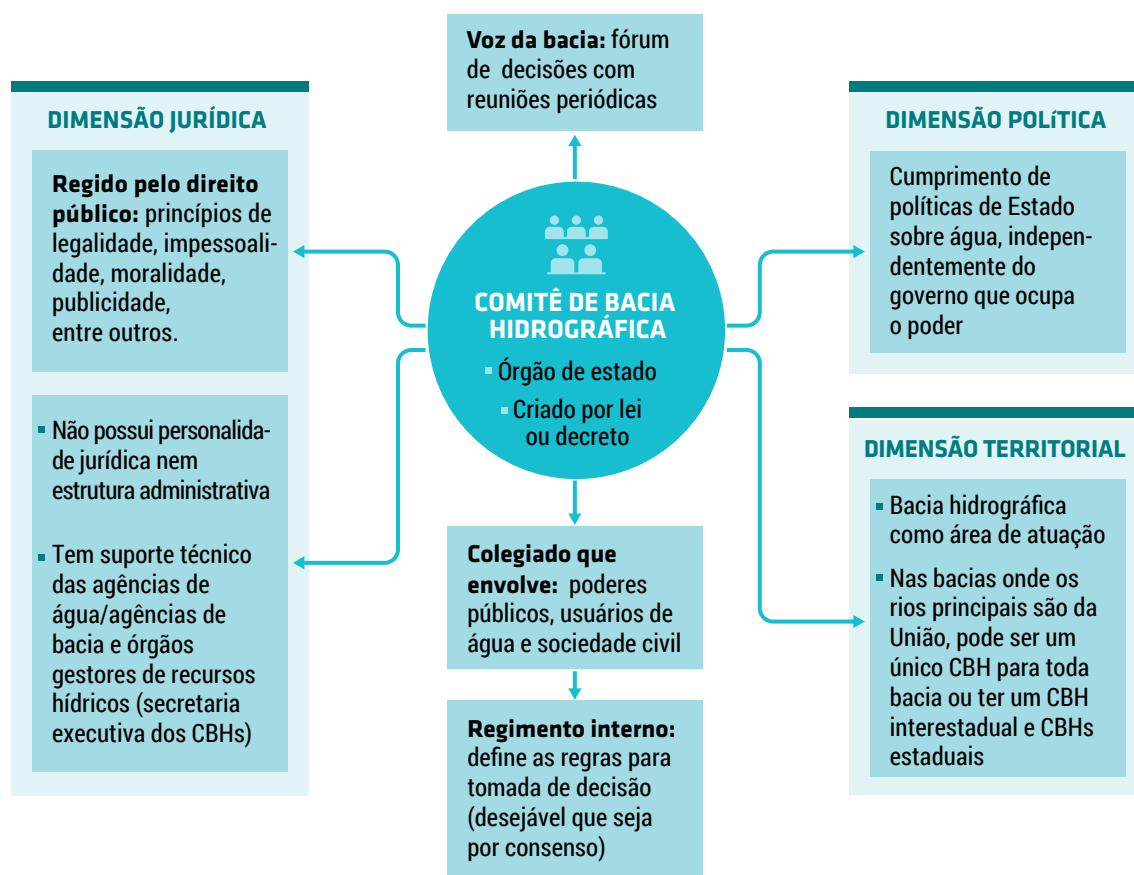 Voz da bacia: fórum
de decisões com
reuniões periódicas
DIMENSÃO JURÍDICA
Regido pelo direito
público: princípios de
legalidade, impessoali-
dade, moralidade,
publicidade,
entre outros.
Não possui personalida-
de jurídica nem
estrutura administrativa
Tem suporte técnico
das agências de
água/agências de
bacia e órgãos
gestores de recursos
hídricos (secretaria
executiva dos CBHs)
COMITÊ DE BACIA
HIDROGRÁFICA
Órgão de estado
Criado por lei
ou decreto
Colegiado que
envolve: poderes
públicos, usuários de
água e sociedade civil
Regimento interno:
define as regras para
tomada de decisão
(desejável que seja
por consenso)
DIMENSÃO POLíTICA
Cumprimento de
políticas de Estado
sobre água, indepen-
dentemente do
governo que ocupa
o poder
DIMENSÃO TERRITORIAL
Bacia hidrográfica
como área de atuação
Nas bacias onde os
rios principais são da
União, pode ser um
único CBH para toda
bacia ou ter um CBH
interestadual e CBHs
estaduais